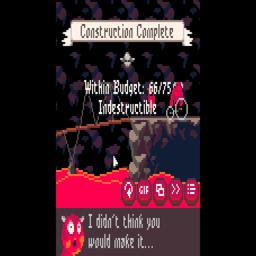 Construction Complete
Within Budget: 66/75
Indestructible
GIF
I didn't think you
would make it...